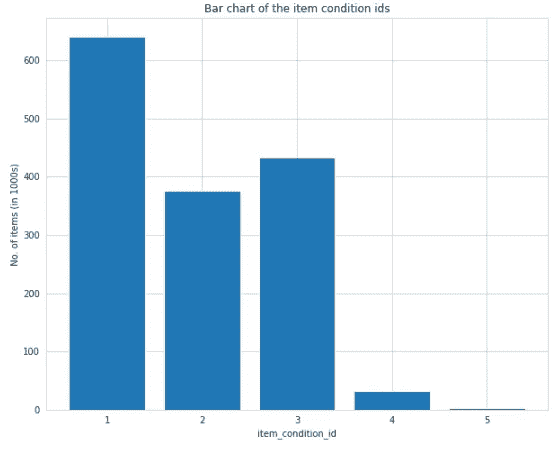 Bar chart of the item condition ids
No. of items (in 1000s)
600
500
400
300
200
100
0
1 2 3 4 5
item_condition_id